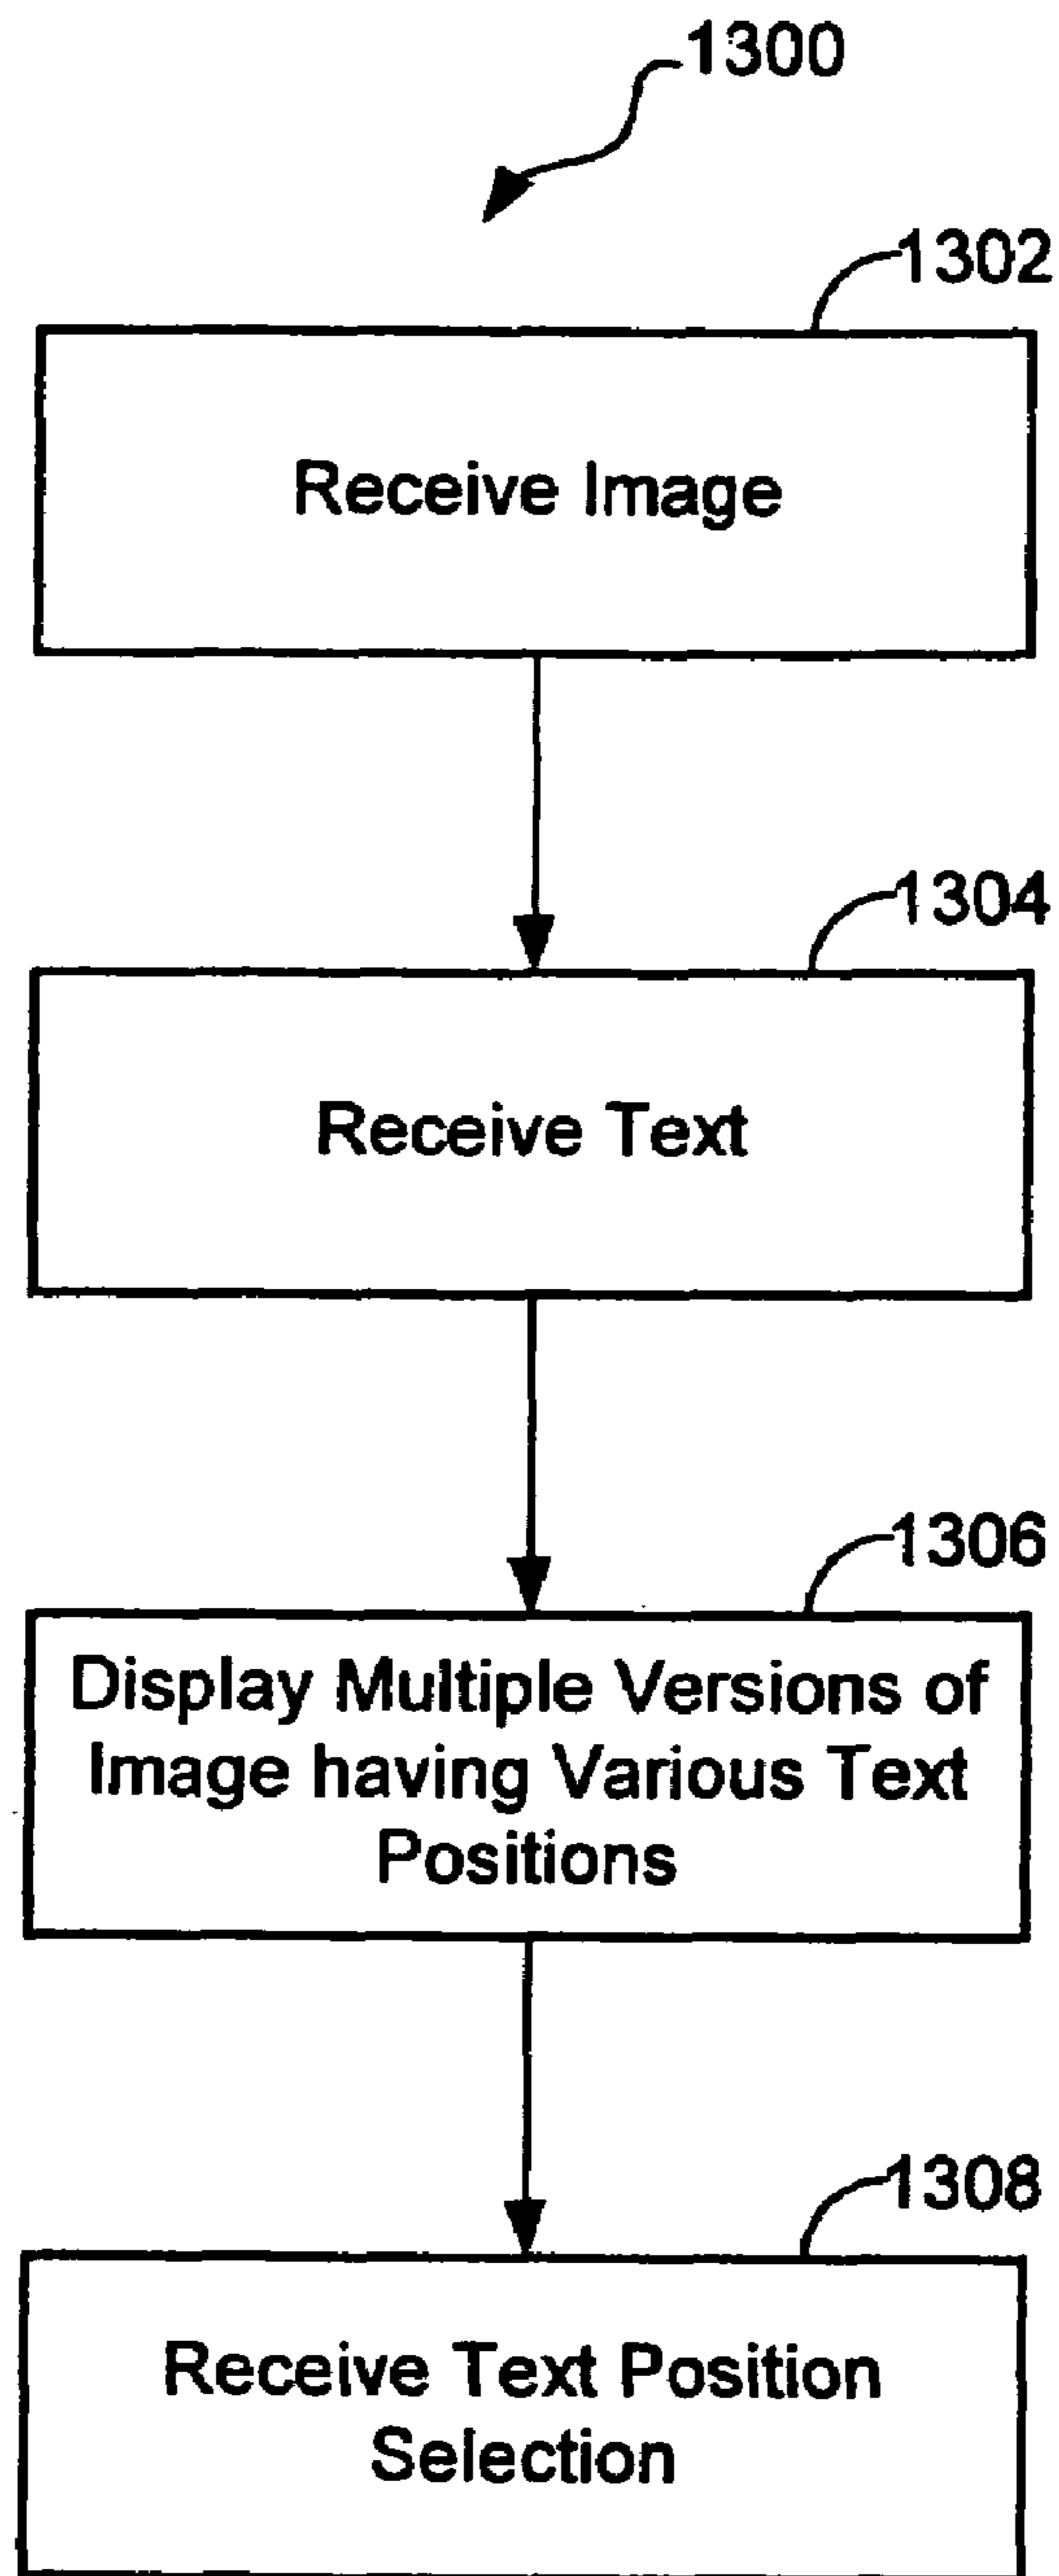 1300
1302
Receive Image
1304
Receive Text
1306
Display Multiple Versions of
Image having Various Text
Positions
1308
Receive Text Position
Selection